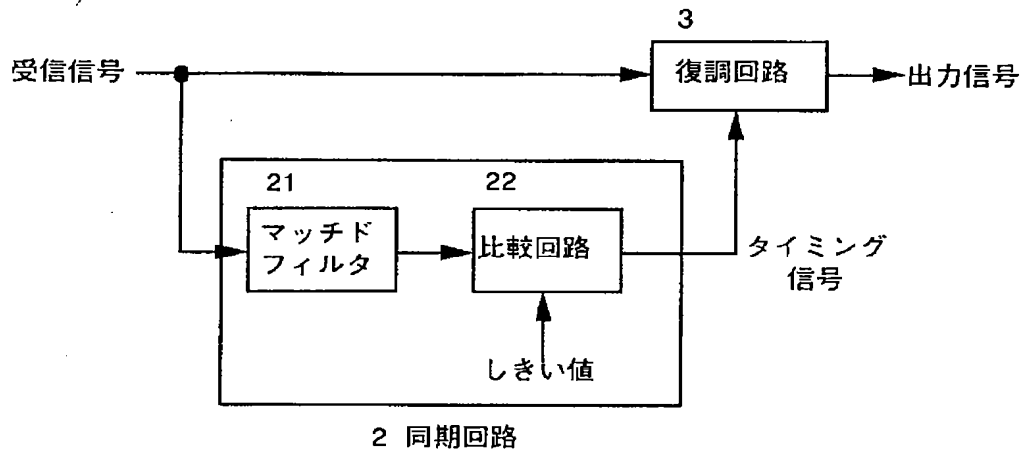 3
受信信号
復調回路
出力信号
21
22
マッチド
フィルタ
比較回路
タイミング
信号
しきい値
2 同期回路